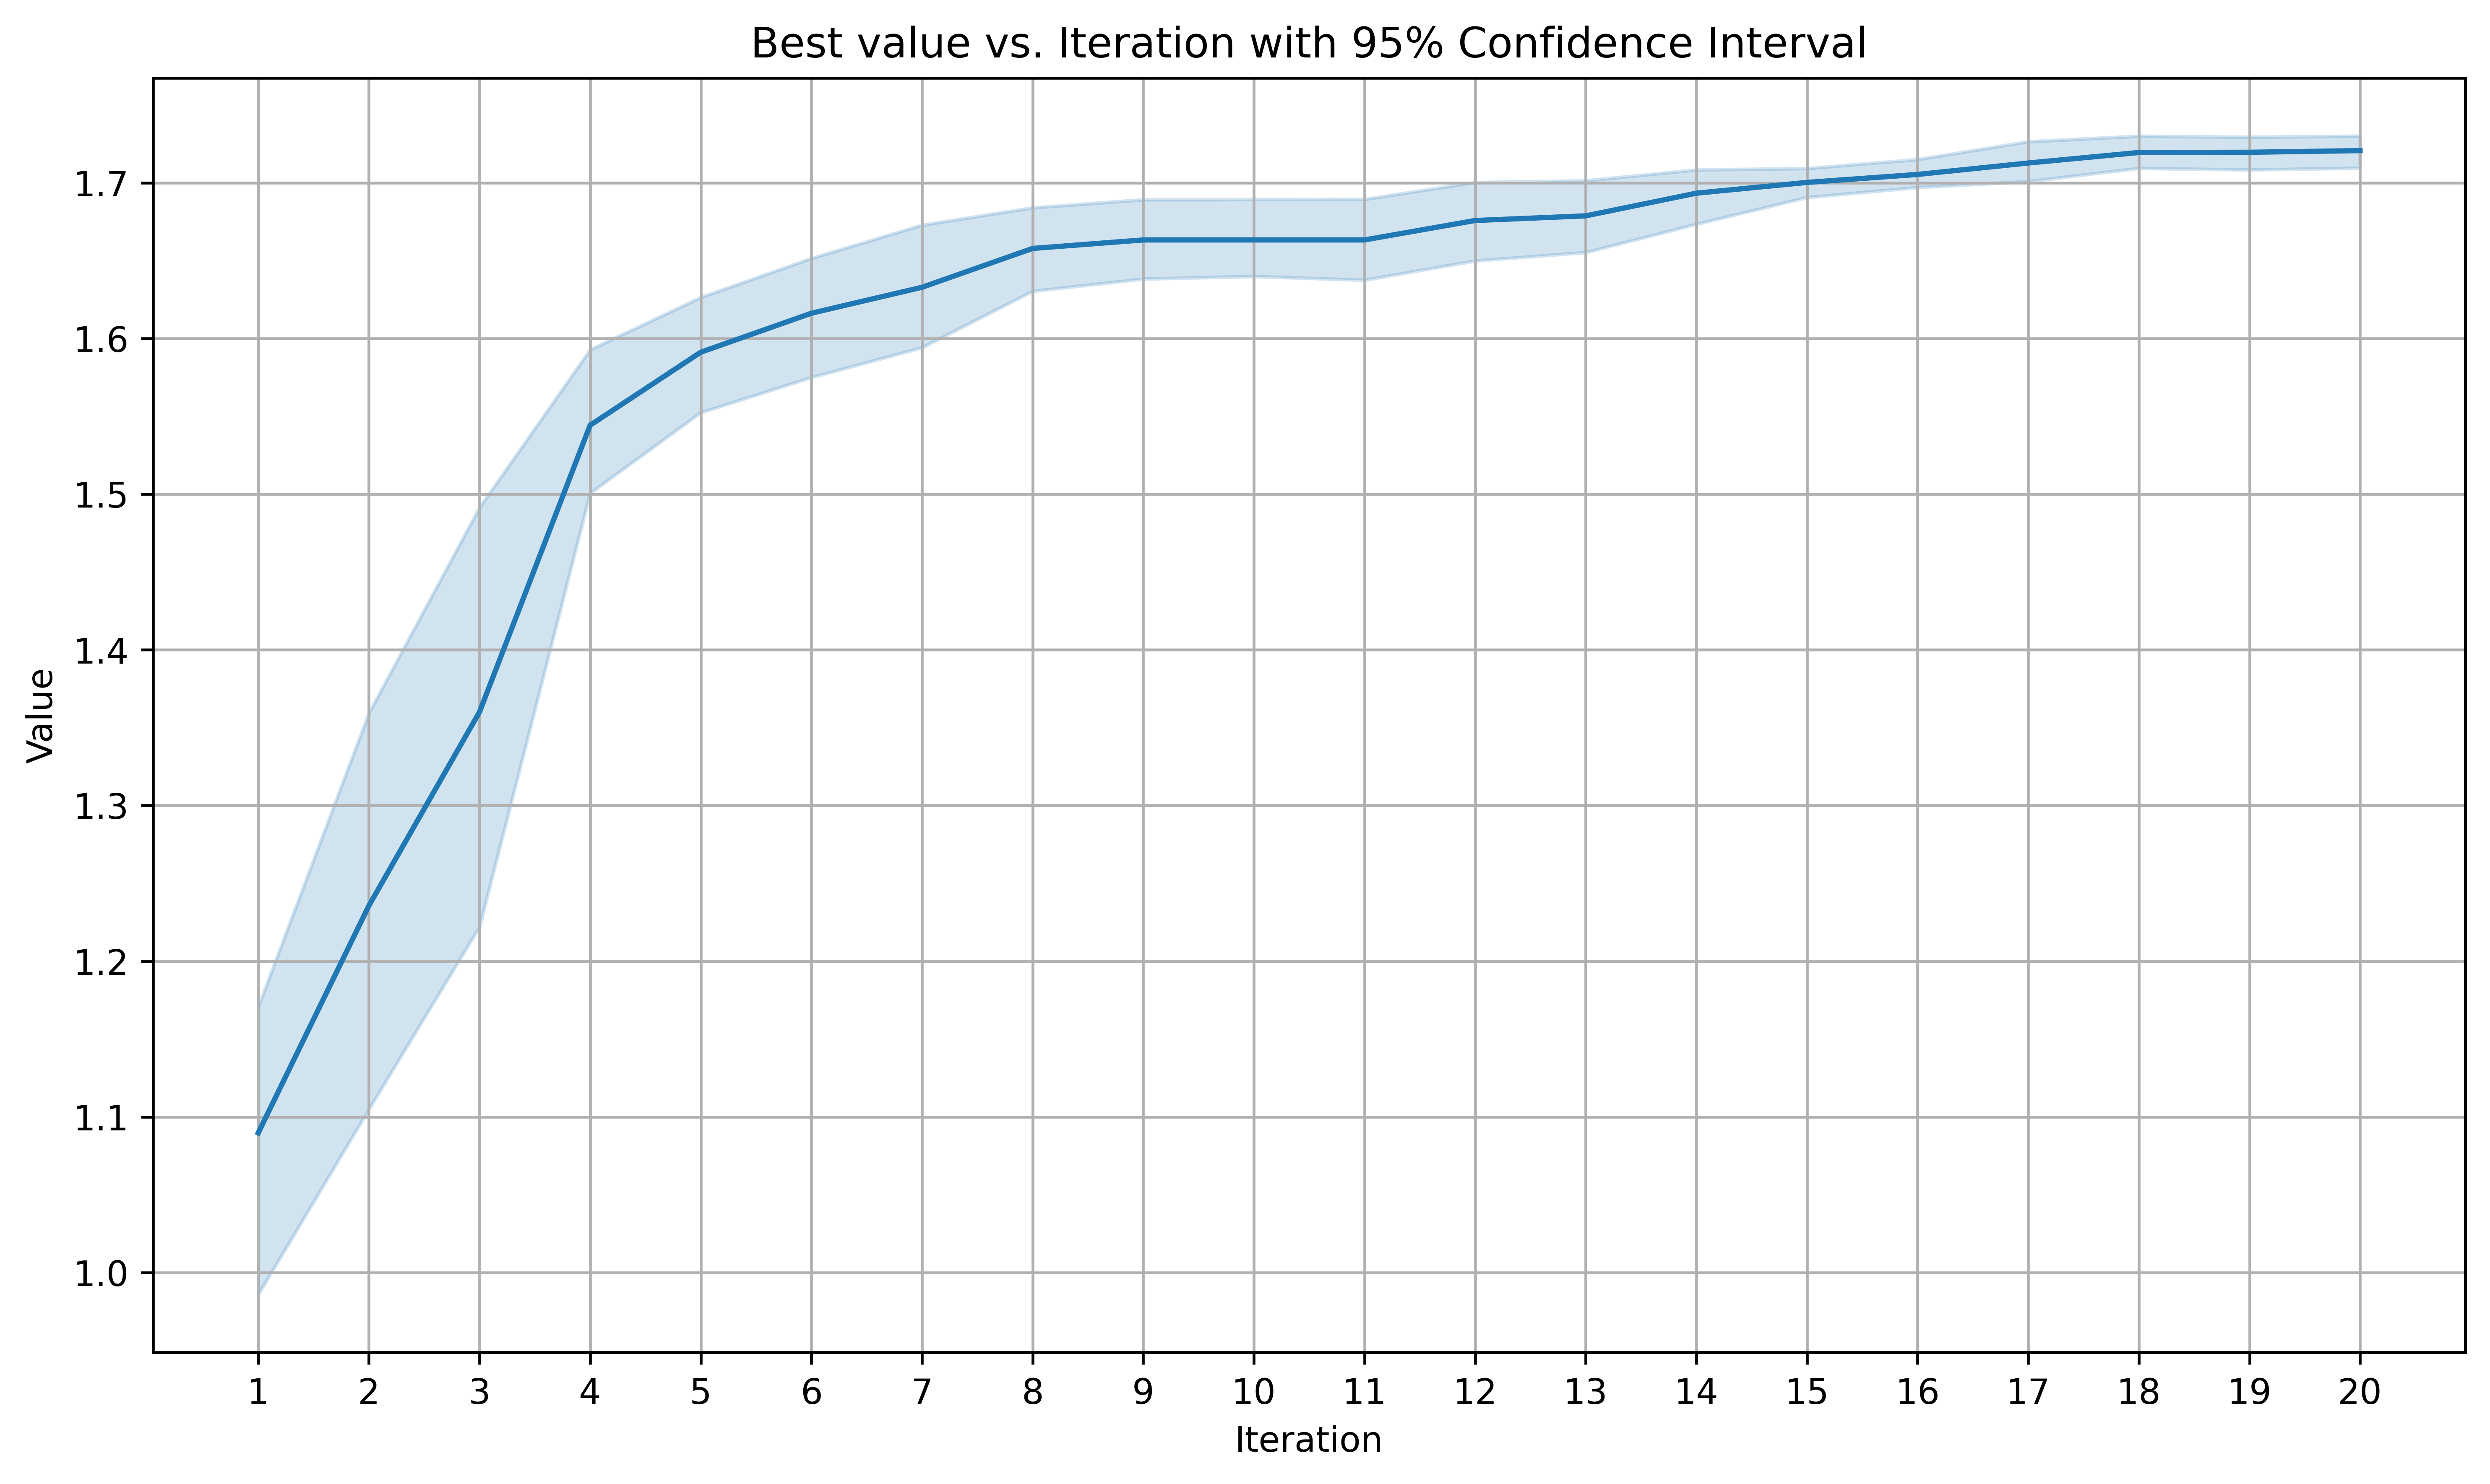 Best value vs. Iteration with 95% Confidence Interval
Value
1.7
1.6
1.5
1.4
1.3
1.2
1.1
1.0
1 2 3 4 5 6 7 8 9 10 11 12 13 14 15 16 17 18 19 20
Iteration